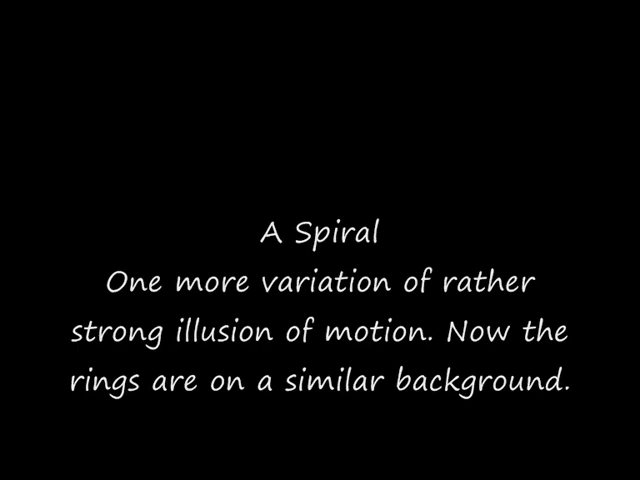 A Spiral
One more variation of rather
strong illusion of motion. Now the
rings are on a similar background.